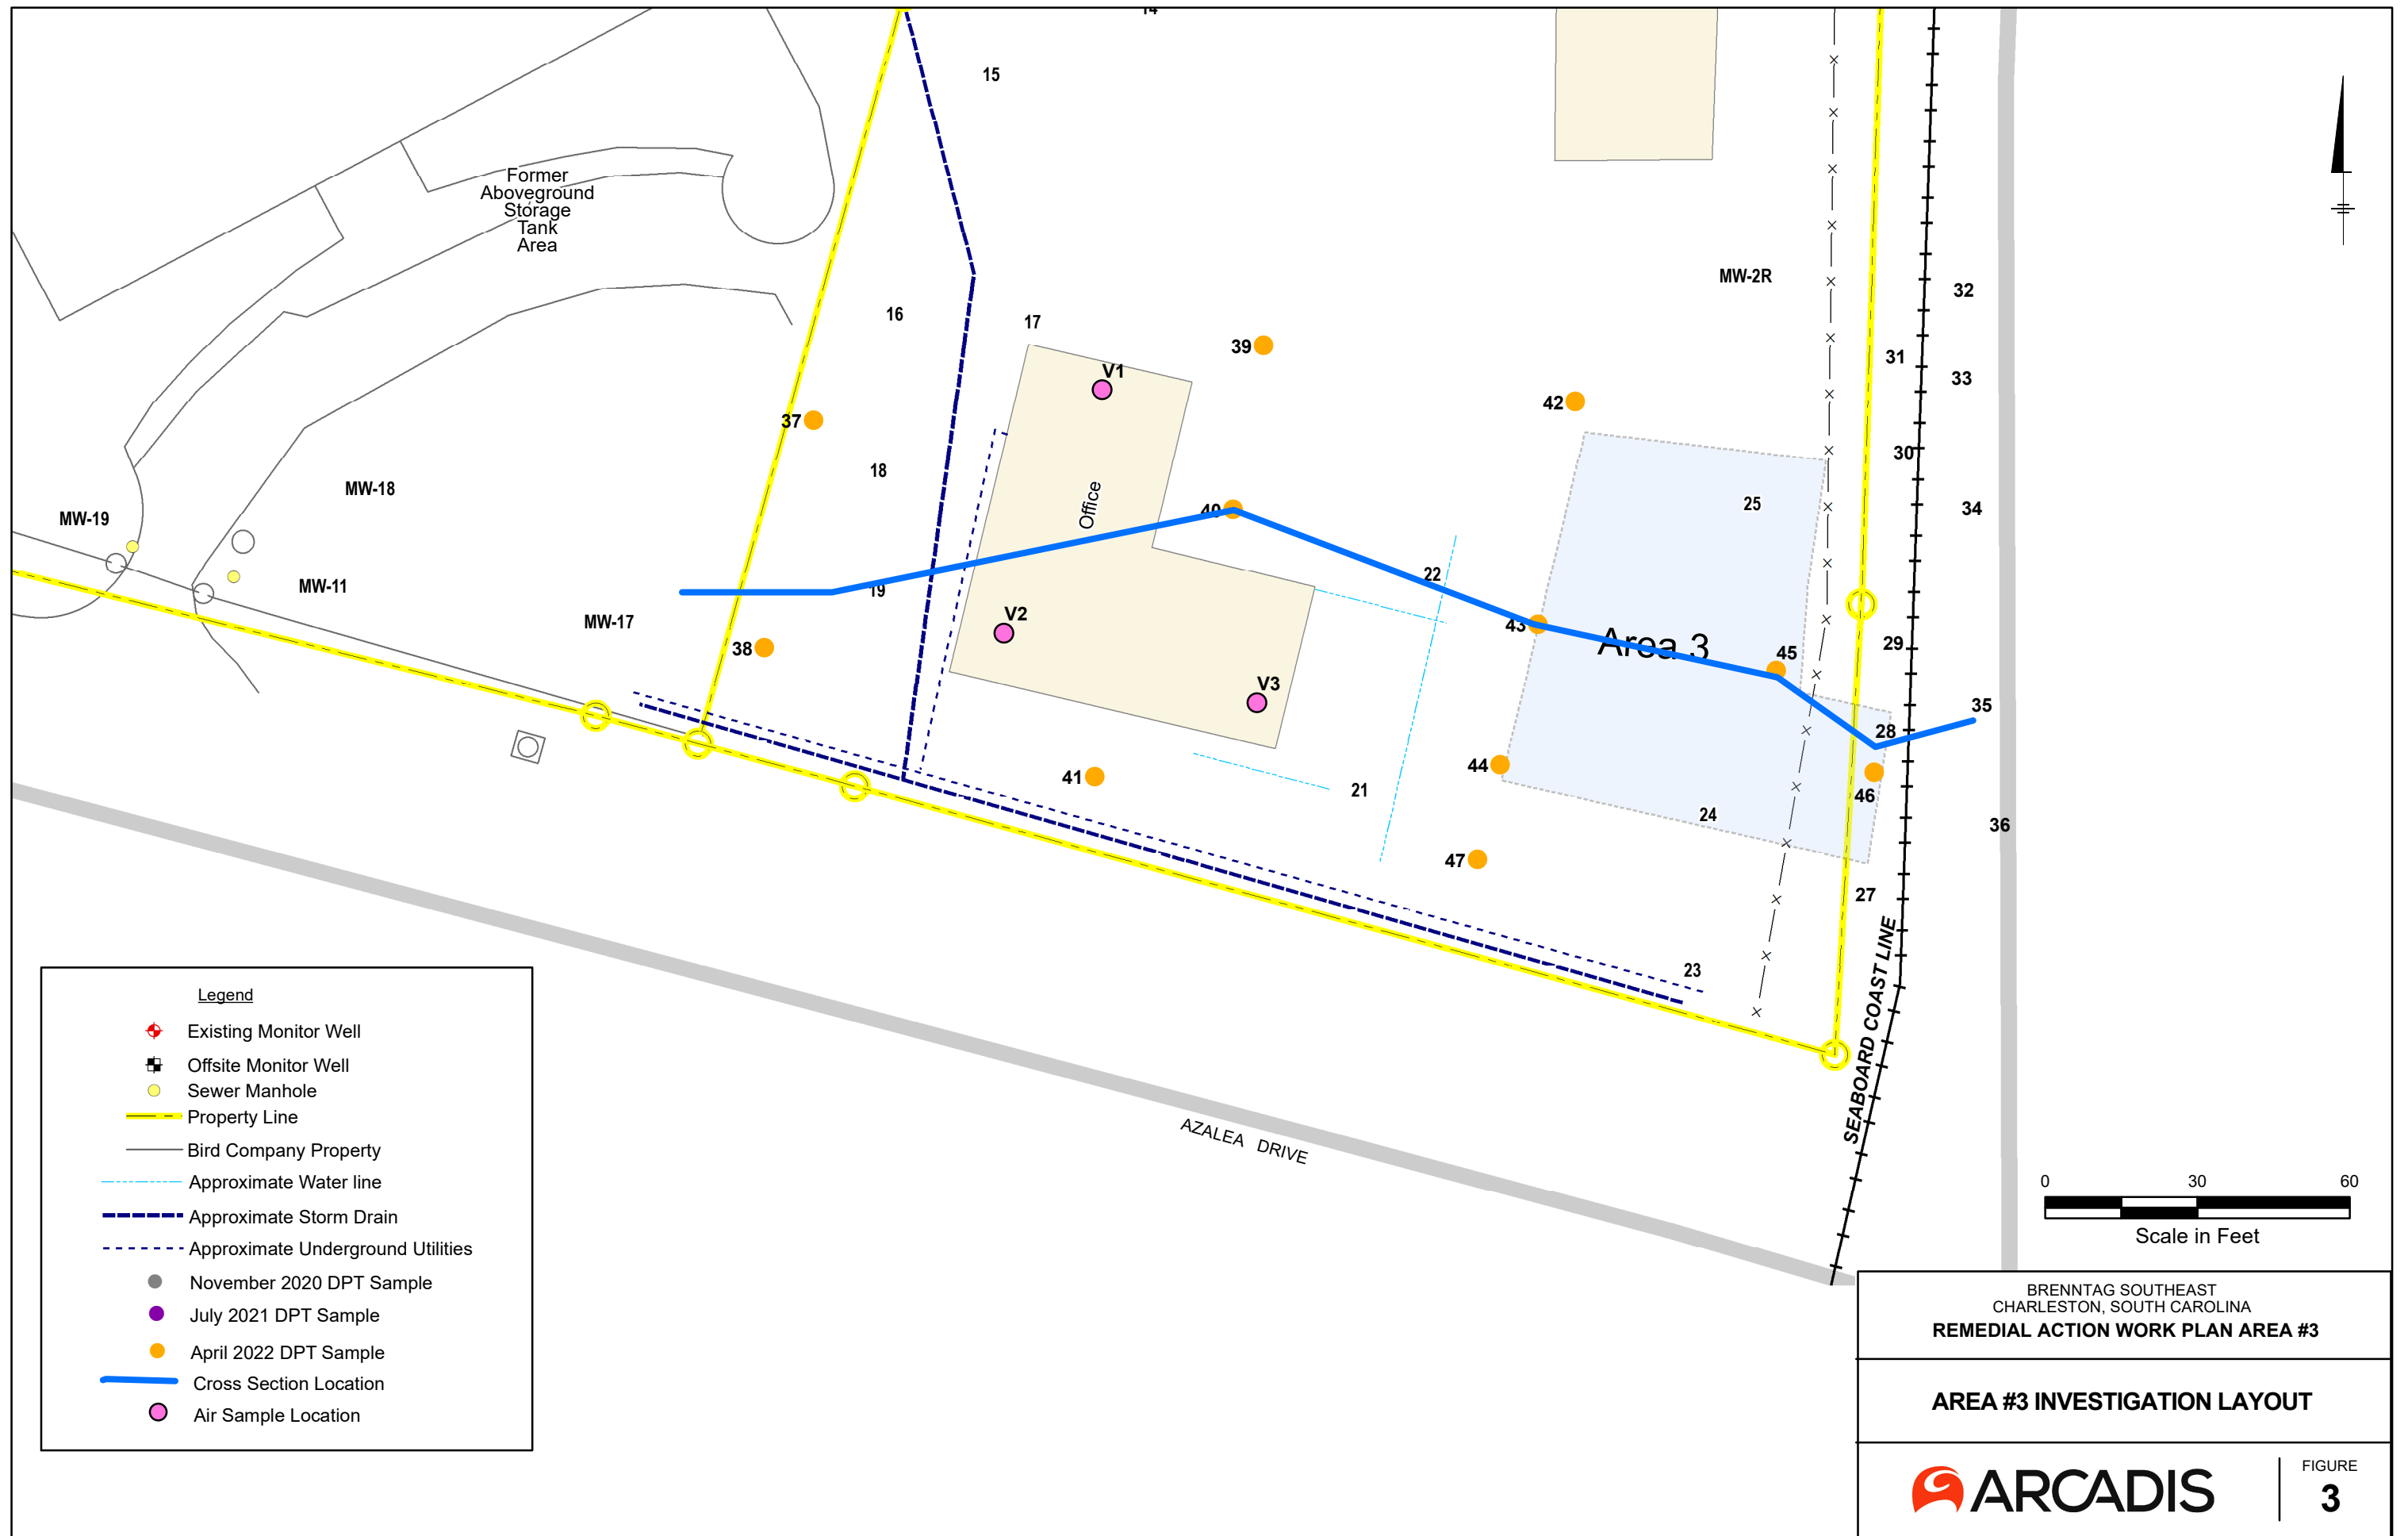 14
15
Former
Aboveground
Storage
Tank
Area
16
17
MW-2R
32
31
33
39
V1
42
37
30
18
MW-18
25
34
MW-19
Office
40
22
MW-11
19
MW-17
V2
43
Area 3
45
29
38
V3
35
28
44
41
21
46
24
36
47
27
23
SEABOARD COAST LINE
AZALEA DRIVE
Legend
Existing Monitor Well
Offsite Monitor Well
Sewer Manhole
Property Line
Bird Company Property
Approximate Water line
Approximate Storm Drain
Approximate Underground Utilities
November 2020 DPT Sample
July 2021 DPT Sample
April 2022 DPT Sample
Cross Section Location
Air Sample Location
0 30 60
Scale in Feet
BRENNTAG SOUTHEAST
CHARLESTON, SOUTH CAROLINA
REMEDIAL ACTION WORK PLAN AREA #3
AREA #3 INVESTIGATION LAYOUT
ARCADIS
FIGURE
3